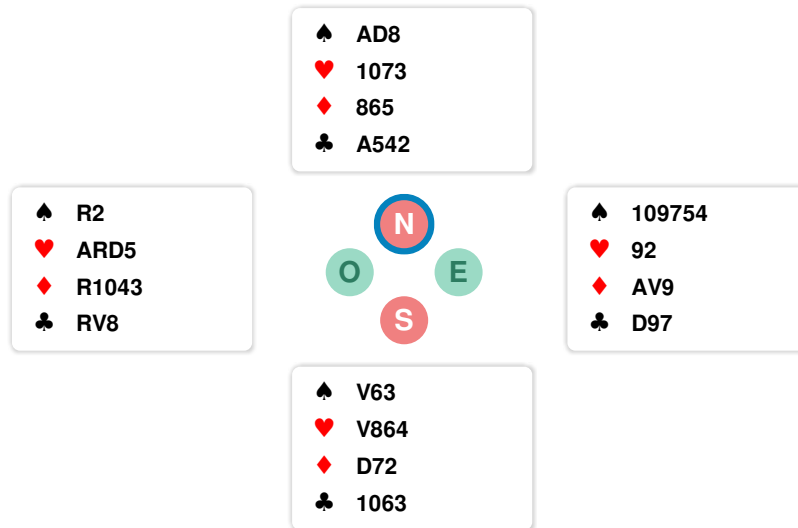 ♠ AD8
♥ 1073
♦ 865
♣ A542
♠ R2
♥ ARD5
♦ R1043
♣ RV8
N
O E
S
♠ 109754
♥ 92
♦ AV9
♣ D97
♠ V63
♥ V864
♦ D72
♣ 1063